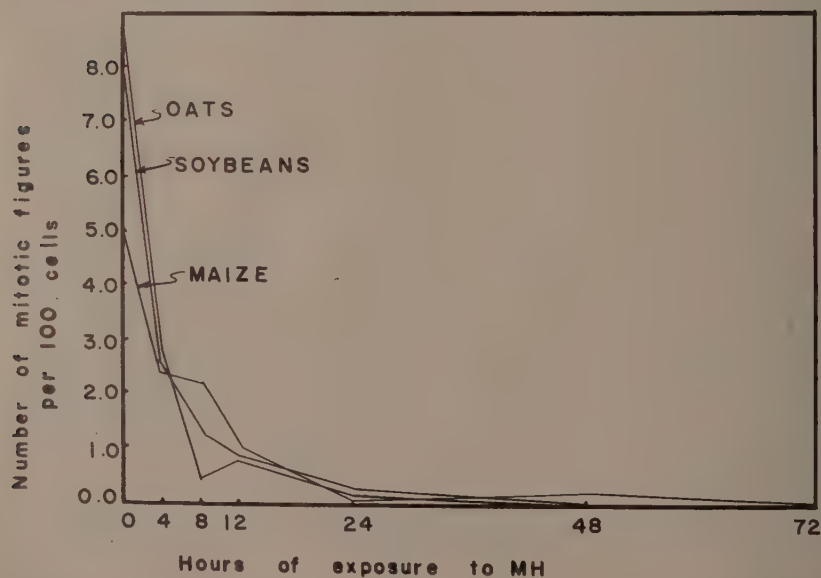 Number of mitotic figures
per 100. cells
8.0
7.0
6.0
5.0
4.0
3.0
2.0
1.0
0.0
OATS
SOYBEANS
MAIZE
0 4 8 12 24 48 72
Hours of exposure to MH